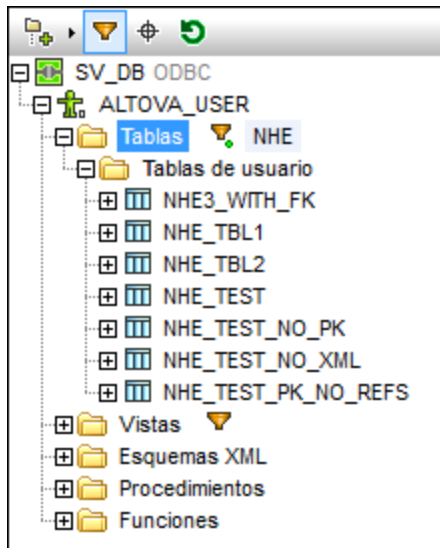 SV_DB ODBC
ALTOVA_USER
Tablas NHE
Tablas de usuario
NHE3_WITH_FK
NHE_TBL1
NHE_TBL2
NHE_TEST
NHE_TEST_NO_PK
NHE_TEST_NO_XML
NHE_TEST_PK_NO_REFS
Vistas
Esquemas XML
Procedimientos
Funciones